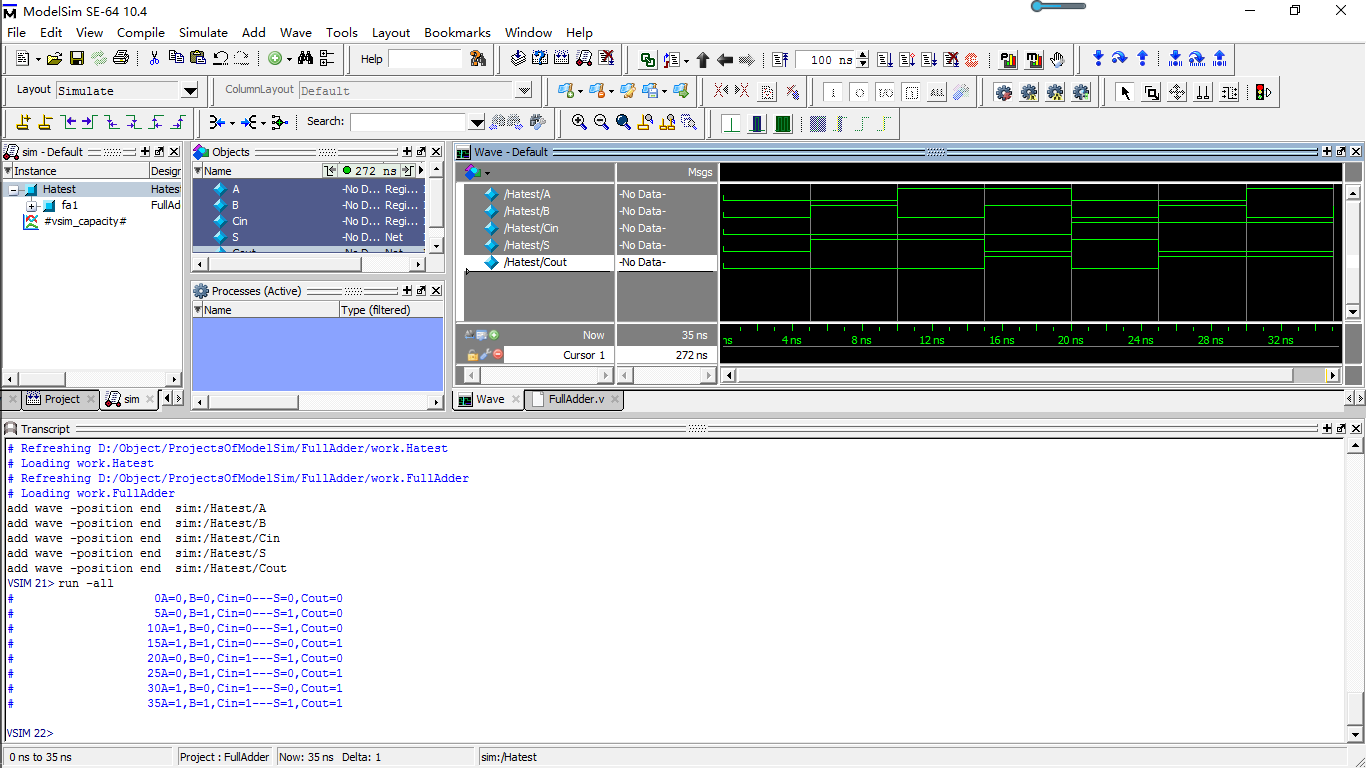 ModelSim SE-64 10.4
File Edit View Compile Simulate Add Wave Tools Layout Bookmarks Window Help
Help
100 ns
Layout Simulate
ColumnLayout Default
Search:
sim - Default
Instance Design
Hatest Hatest
fa1 FullAd
#vsim_capacity#
Project
sim
Objects
Name 272 ns
A -No D... Regi...
B -No D... Regi...
Cin -No D... Regi...
S -No D... Net
Processes (Active)
Name Type (filtered)
Wave - Default
Msgs
/Hatest/A -No Data-
/Hatest/B -No Data-
/Hatest/Cin -No Data-
/Hatest/S -No Data-
/Hatest/Cout -No Data-
Now 35 ns
Cursor 1 272 ns
ns 4 ns 8 ns 12 ns 16 ns 20 ns 24 ns 28 ns 32 ns
Wave
FullAdder.v
Transcript
# Refreshing D:/Object/ProjectsOfModelSim/FullAdder/work.Hatest
# Loading work.Hatest
# Refreshing D:/Object/ProjectsOfModelSim/FullAdder/work.FullAdder
# Loading work.FullAdder
add wave -position end sim:/Hatest/A
add wave -position end sim:/Hatest/B
add wave -position end sim:/Hatest/Cin
add wave -position end sim:/Hatest/S
add wave -position end sim:/Hatest/Cout
VSIM 21> run -all
# 0A=0,B=0,Cin=0---S=0,Cout=0
# 5A=0,B=1,Cin=0---S=1,Cout=0
# 10A=1,B=0,Cin=0---S=1,Cout=0
# 15A=1,B=1,Cin=0---S=0,Cout=1
# 20A=0,B=0,Cin=1---S=1,Cout=0
# 25A=0,B=1,Cin=1---S=0,Cout=1
# 30A=1,B=0,Cin=1---S=0,Cout=1
# 35A=1,B=1,Cin=1---S=1,Cout=1
VSIM 22>
0 ns to 35 ns
Project : FullAdder
Now: 35 ns Delta: 1
sim:/Hatest